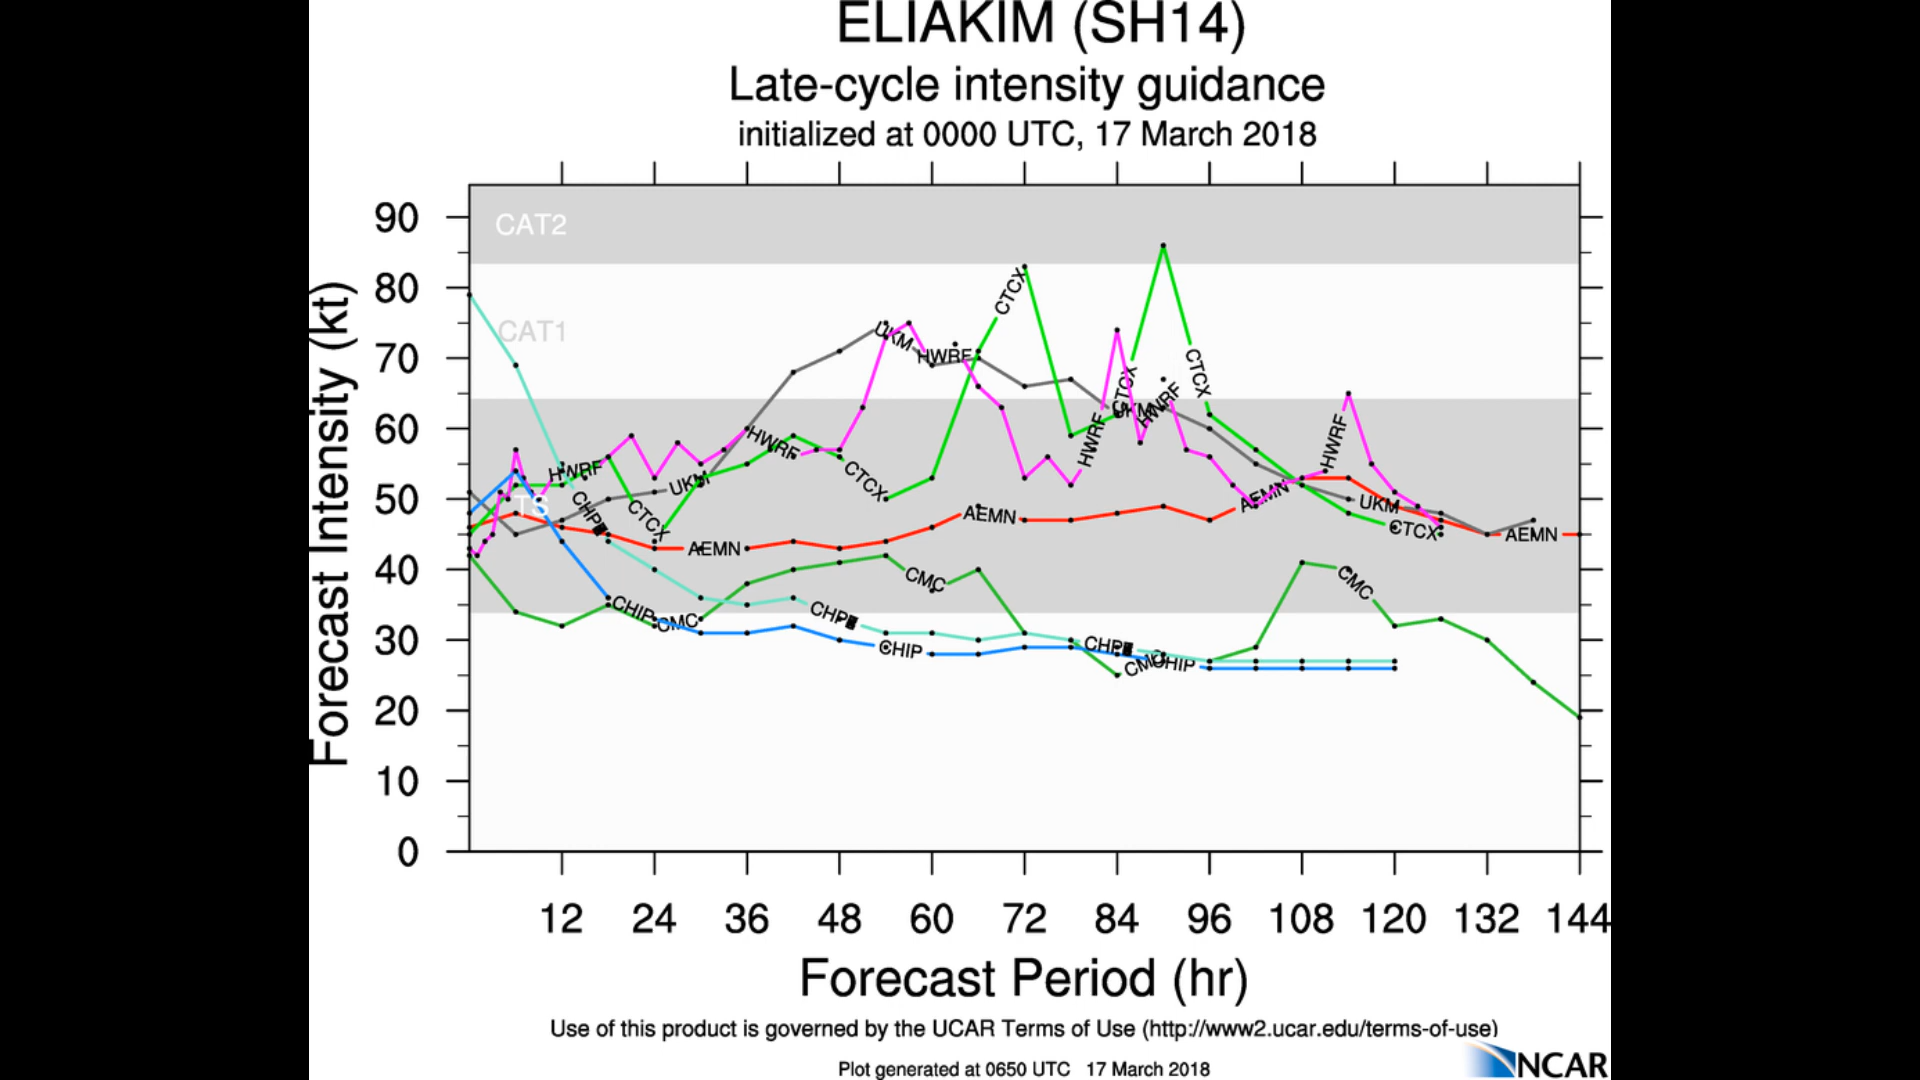 ELIAKIM (SH14)
Late-cycle intensity guidance
initialized at 0000 UTC, 17 March 2018
Forecast Intensity (kt)
90
80
70
60
50
40
30
20
10
0
CAT2
CAT1
TS
CTCX
UKM
HWRF
CTCX
CTCX
UKM
HWRF
HWRF
HWRF
HWRF
HWRF
UKM
CTCX
CTCX
AEMN
UKM
CTCX
AEMN
AEMN
AEMN
CMC
CMC
CHIP
CMC
CHIP
CMC
CHIP
12 24 36 48 60 72 84 96 108 120 132 144
Forecast Period (hr)
Use of this product is governed by the UCAR Terms of Use (http://www2.ucar.edu/terms-of-use)
Plot generated at 0650 UTC 17 March 2018
NCAR